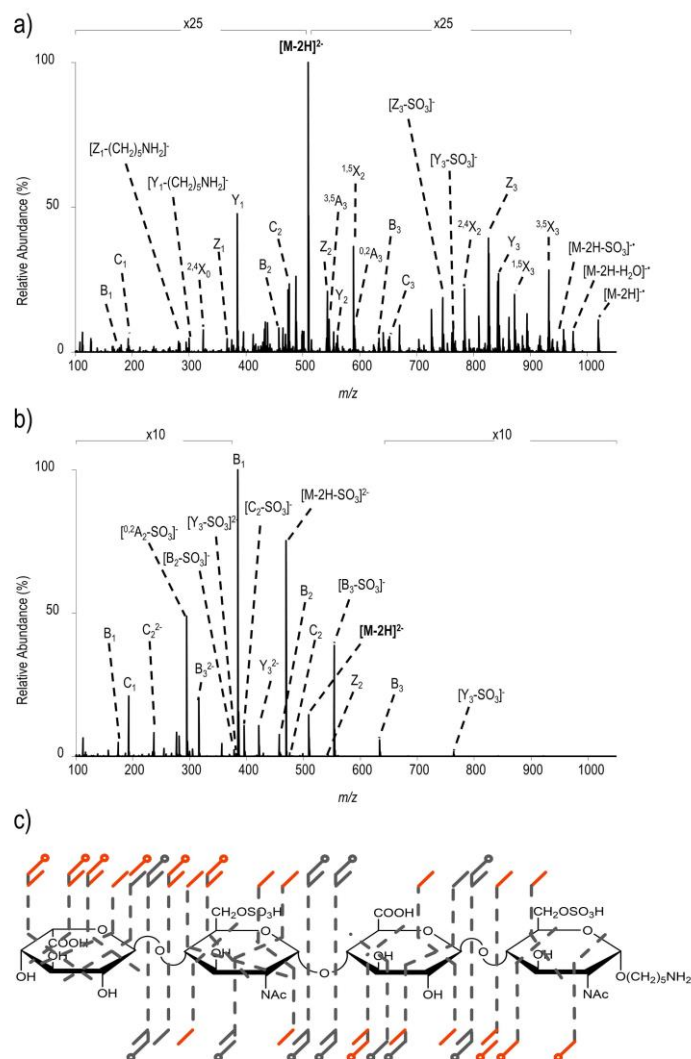 a)
x25
[M-2H]²⁻
x25
100
[Z₃-SO₃]⁻
[Y₃-SO₃]⁻
[Z₁-(CH₂)₅NH₂]⁻
¹,⁵X₂
Z₃
[Y₁-(CH₂)₅NH₂]⁻
Y₁
³,⁵A₃
²,⁴X₂
C₂
Y₃
³,⁵X₃
50
Relative Abundance (%)
⁰,²A₃
B₃
¹,⁵X₃
[M-2H-SO₃]⁻•
C₁
²,⁴X₀
Z₁
B₂
Z₂
Y₂
C₃
[M-2H-H₂O]⁻•
B₁
[M-2H]⁻•
0
100 200 300 400 500 600 700 800 900 1000
m/z
b)
x10
x10
100
B₁
[C₂-SO₃]⁻
[Y₃-SO₃]²⁻
[M-2H-SO₃]²⁻
[⁰,²A₂-SO₃]⁻
[B₂-SO₃]⁻
B₂
[B₃-SO₃]⁻
50
Relative Abundance (%)
C₂
[M-2H]²⁻
B₁
C₂²⁻
B₃²⁻
Y₃²⁻
Z₂
B₃
[Y₃-SO₃]⁻
C₁
0
100 200 300 400 500 600 700 800 900 1000
m/z
c)
CH₂OSO₃H
COOH
CH₂OSO₃H
O
O
O
O
COOH
OH
OH
OH
OH
O
O
O
OH
OH
NAc
OH
NAc
O(CH₂)₅NH₂